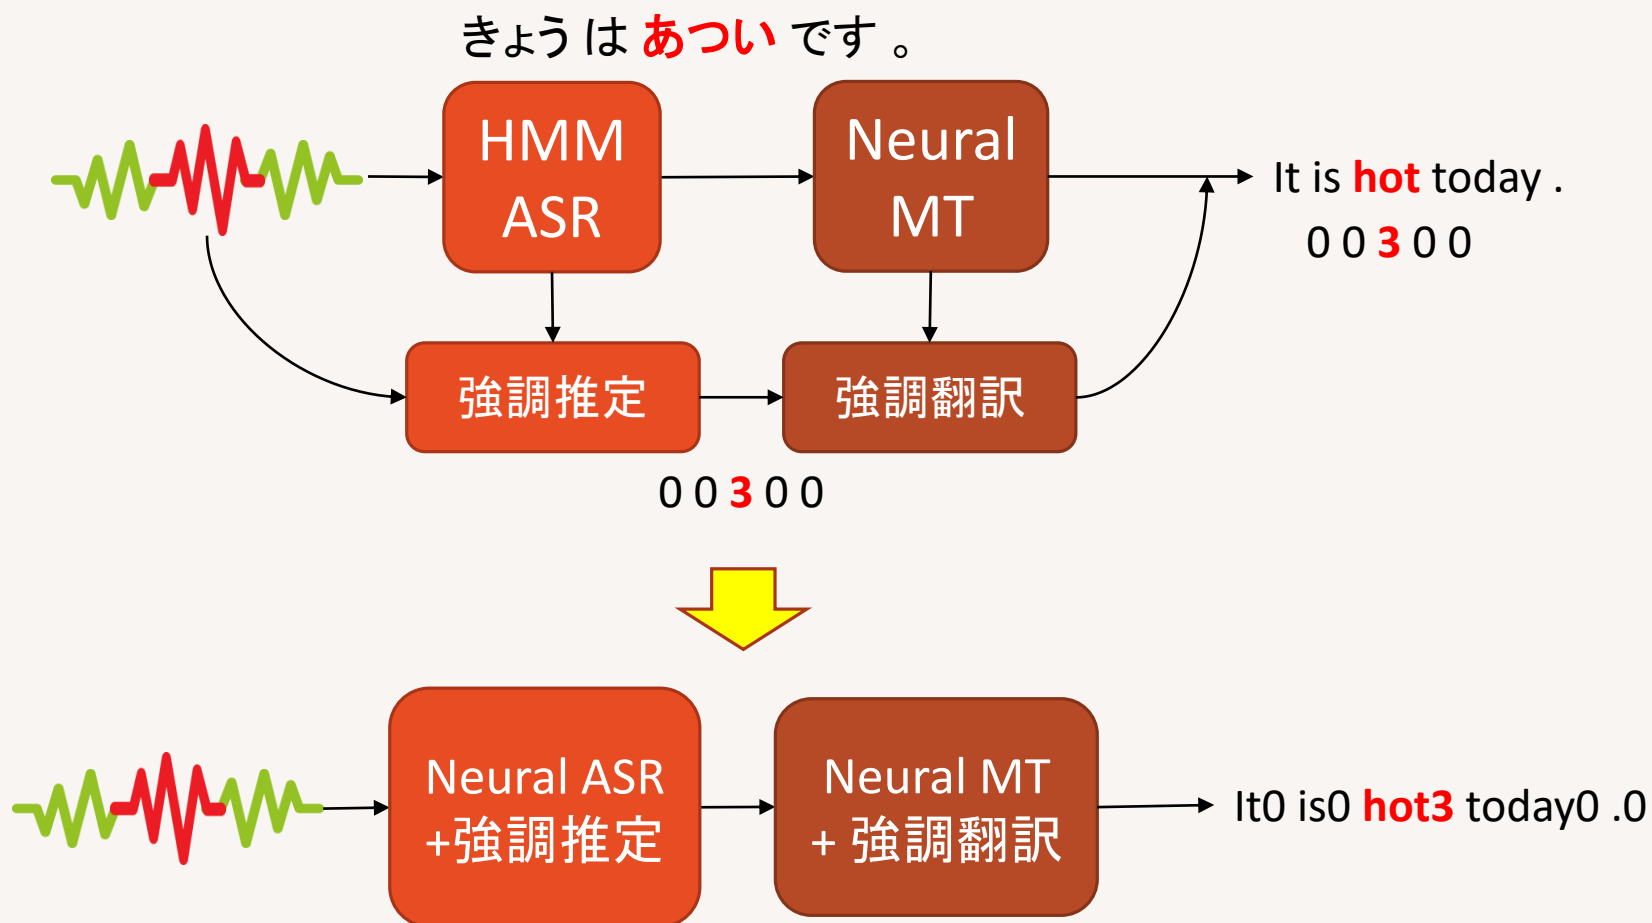 きょう は あつい です 。
HMM
ASR
Neural
MT
It is hot today .
0 0 3 0 0
強調推定
強調翻訳
0 0 3 0 0
Neural ASR
+強調推定
Neural MT
+ 強調翻訳
It0 is0 hot3 today0 .0